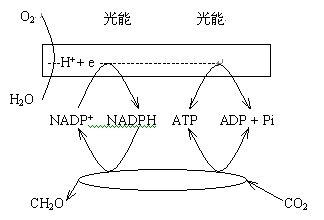 O₂ 光能 光能
H⁺ + e
H₂O
NADP⁺ NADPH ATP ADP + Pi
CH₂O CO₂